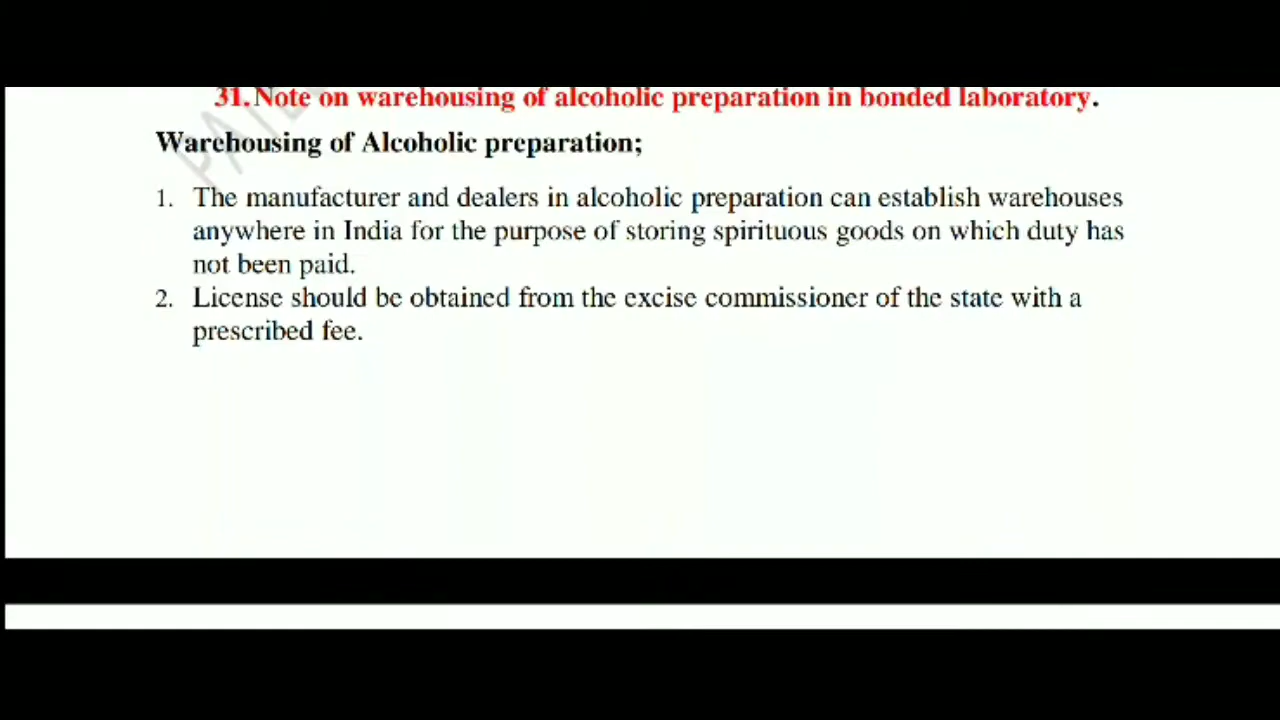 31. Note on warehousing of alcoholic preparation in bonded laboratory.
Warehousing of Alcoholic preparation;
1. The manufacturer and dealers in alcoholic preparation can establish warehouses
anywhere in India for the purpose of storing spirituous goods on which duty has
not been paid.
2. License should be obtained from the excise commissioner of the state with a
prescribed fee.